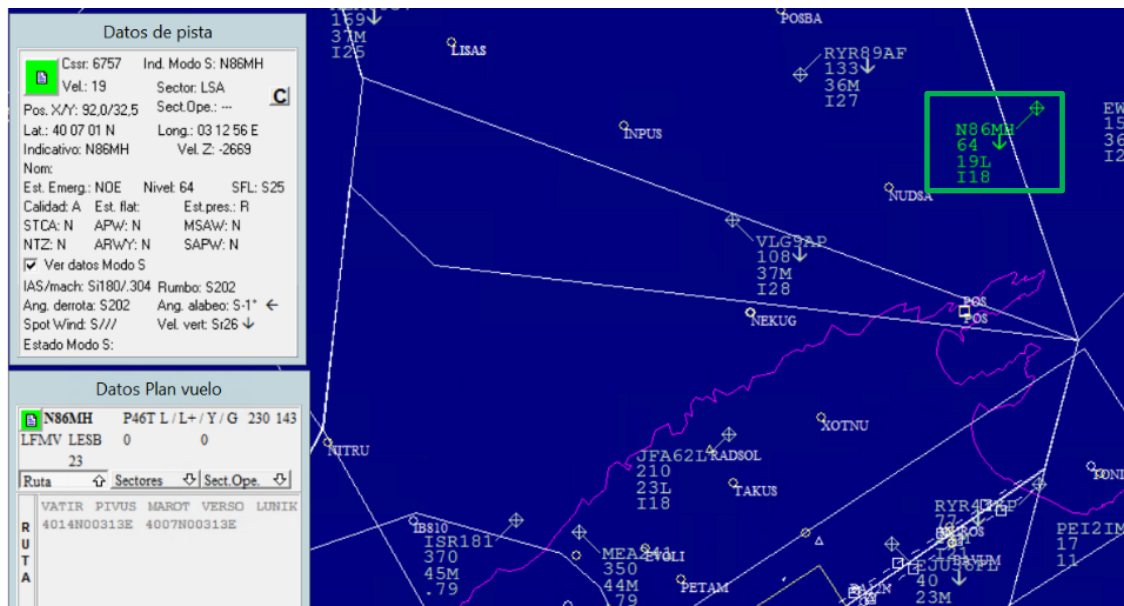 Datos de pista
Cssr: 6757 Ind. Modo S: N86MH
Vel.: 19 Sector: LSA
C
Pos. X/Y: 92,0/32,5 Sect.Ope.: ---
Lat.: 40 07 01 N Long.: 03 12 56 E
Indicativo: N86MH Vel. Z: -2669
Nom:
Est. Emerg.: NOE Nivel: 64 SFL: S25
Calidad: A Est. flat: Est.pres.: R
STCA: N APW: N MSAW: N
NTZ: N ARWY: N SAPW: N
Ver datos Modo S
IAS/mach: Si180/.304 Rumbo: S202
Ang. derrota: S202 Ang. alabeo: S-1° ←
Spot Wind: S/// Vel. vert: Sr26 ↓
Estado Modo S:
Datos Plan vuelo
N86MH P46T L / L+ / Y / G 230 143
LFMV LESB 0 0
23
Ruta Sectores Sect.Ope.
RUTA
VATIR PIVUS MAROT VERSO LUNIK
4014N00313E 4007N00313E
169↓
37M
I25
LISAS
POSBA
RYR89AF
133↓
36M
I27
INPUS
N86MH
64 ↓
19L
I18
EW
15
36
NUDSA
VLG9AP
108↓
37M
I28
POS
POS
NEKUG
NITRU
XOTNU
JFA62L
210
23L
I18
RADSOL
TAKUS
IB810
ISR181
370
45M
.79
350
44M
.79
PETAM
PEI2IM
17
11
40
23M